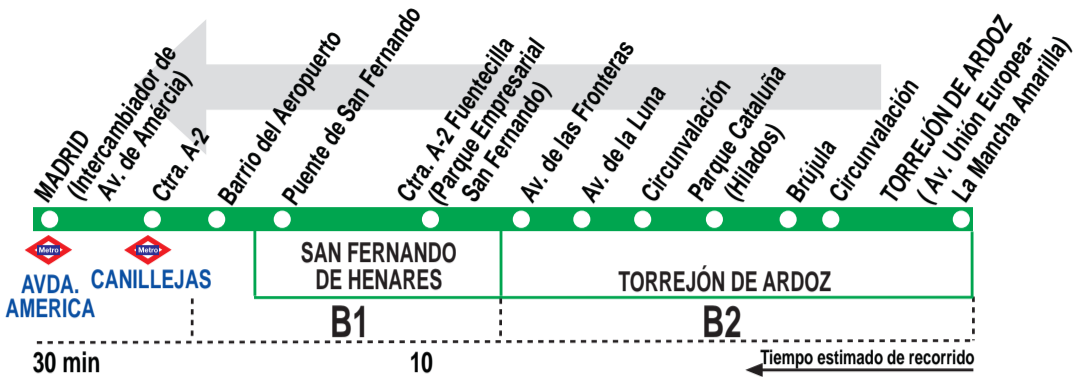 MADRID
(Intercambiador de
Av. de Amércia)
Ctra. A-2
Barrio del Aeropuerto
Puente de San Fernando
Ctra. A-2 Fuentecilla
(Parque Empresarial
San Fernando)
Av. de las Fronteras
Av. de la Luna
Circunvalación
Parque Cataluña
(Hilados)
Brújula
Circunvalación
TORREJÓN DE ARDOZ
( Av. Unión Europea-
La Mancha Amarilla)
Metro
AVDA.
AMERICA
Metro
CANILLEJAS
SAN FERNANDO
DE HENARES
TORREJÓN DE ARDOZ
B1
B2
30 min
10
Tiempo estimado de recorrido